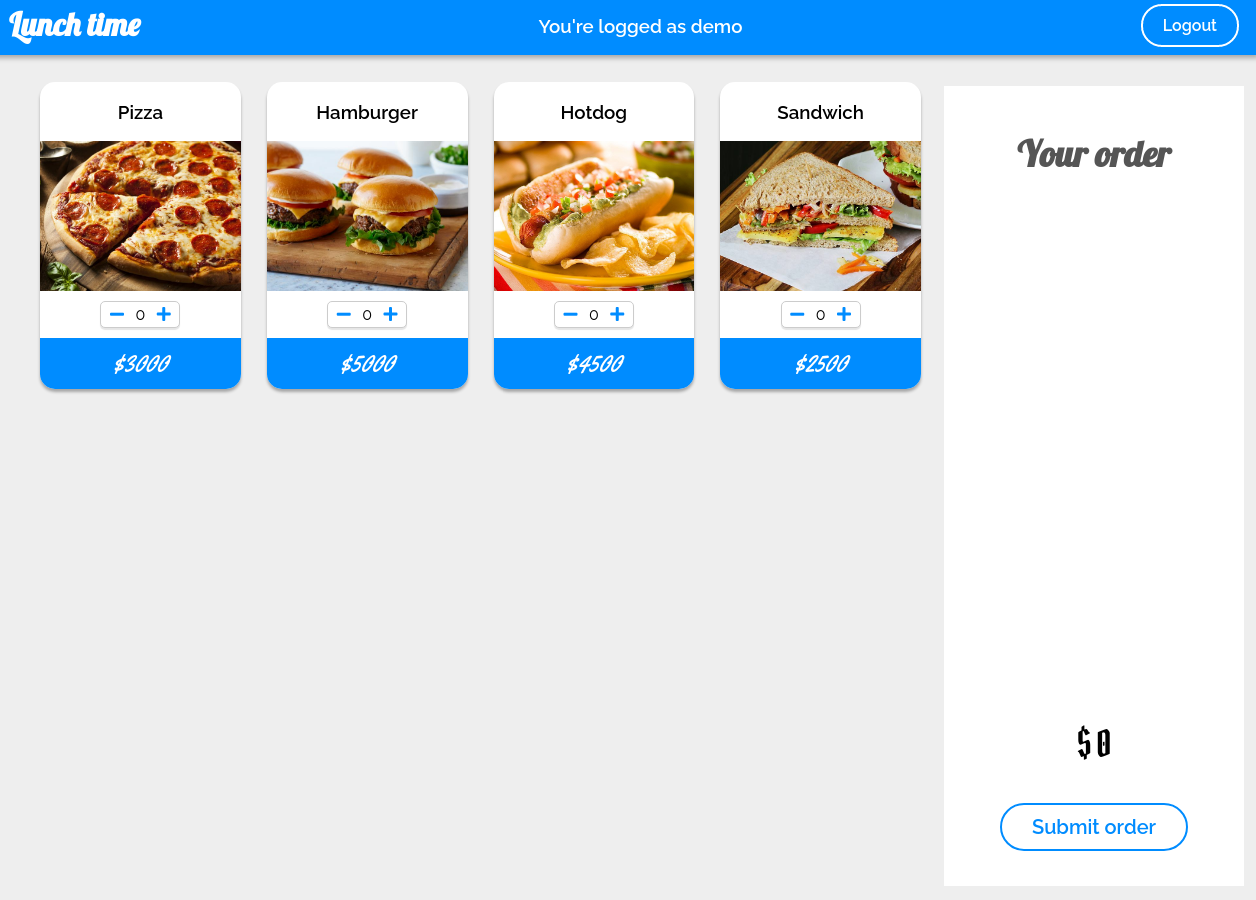 Lunch time
You're logged as demo
Logout
Pizza
0
$3000
Hamburger
0
$5000
Hotdog
0
$4500
Sandwich
0
$2500
Your order
$0
Submit order